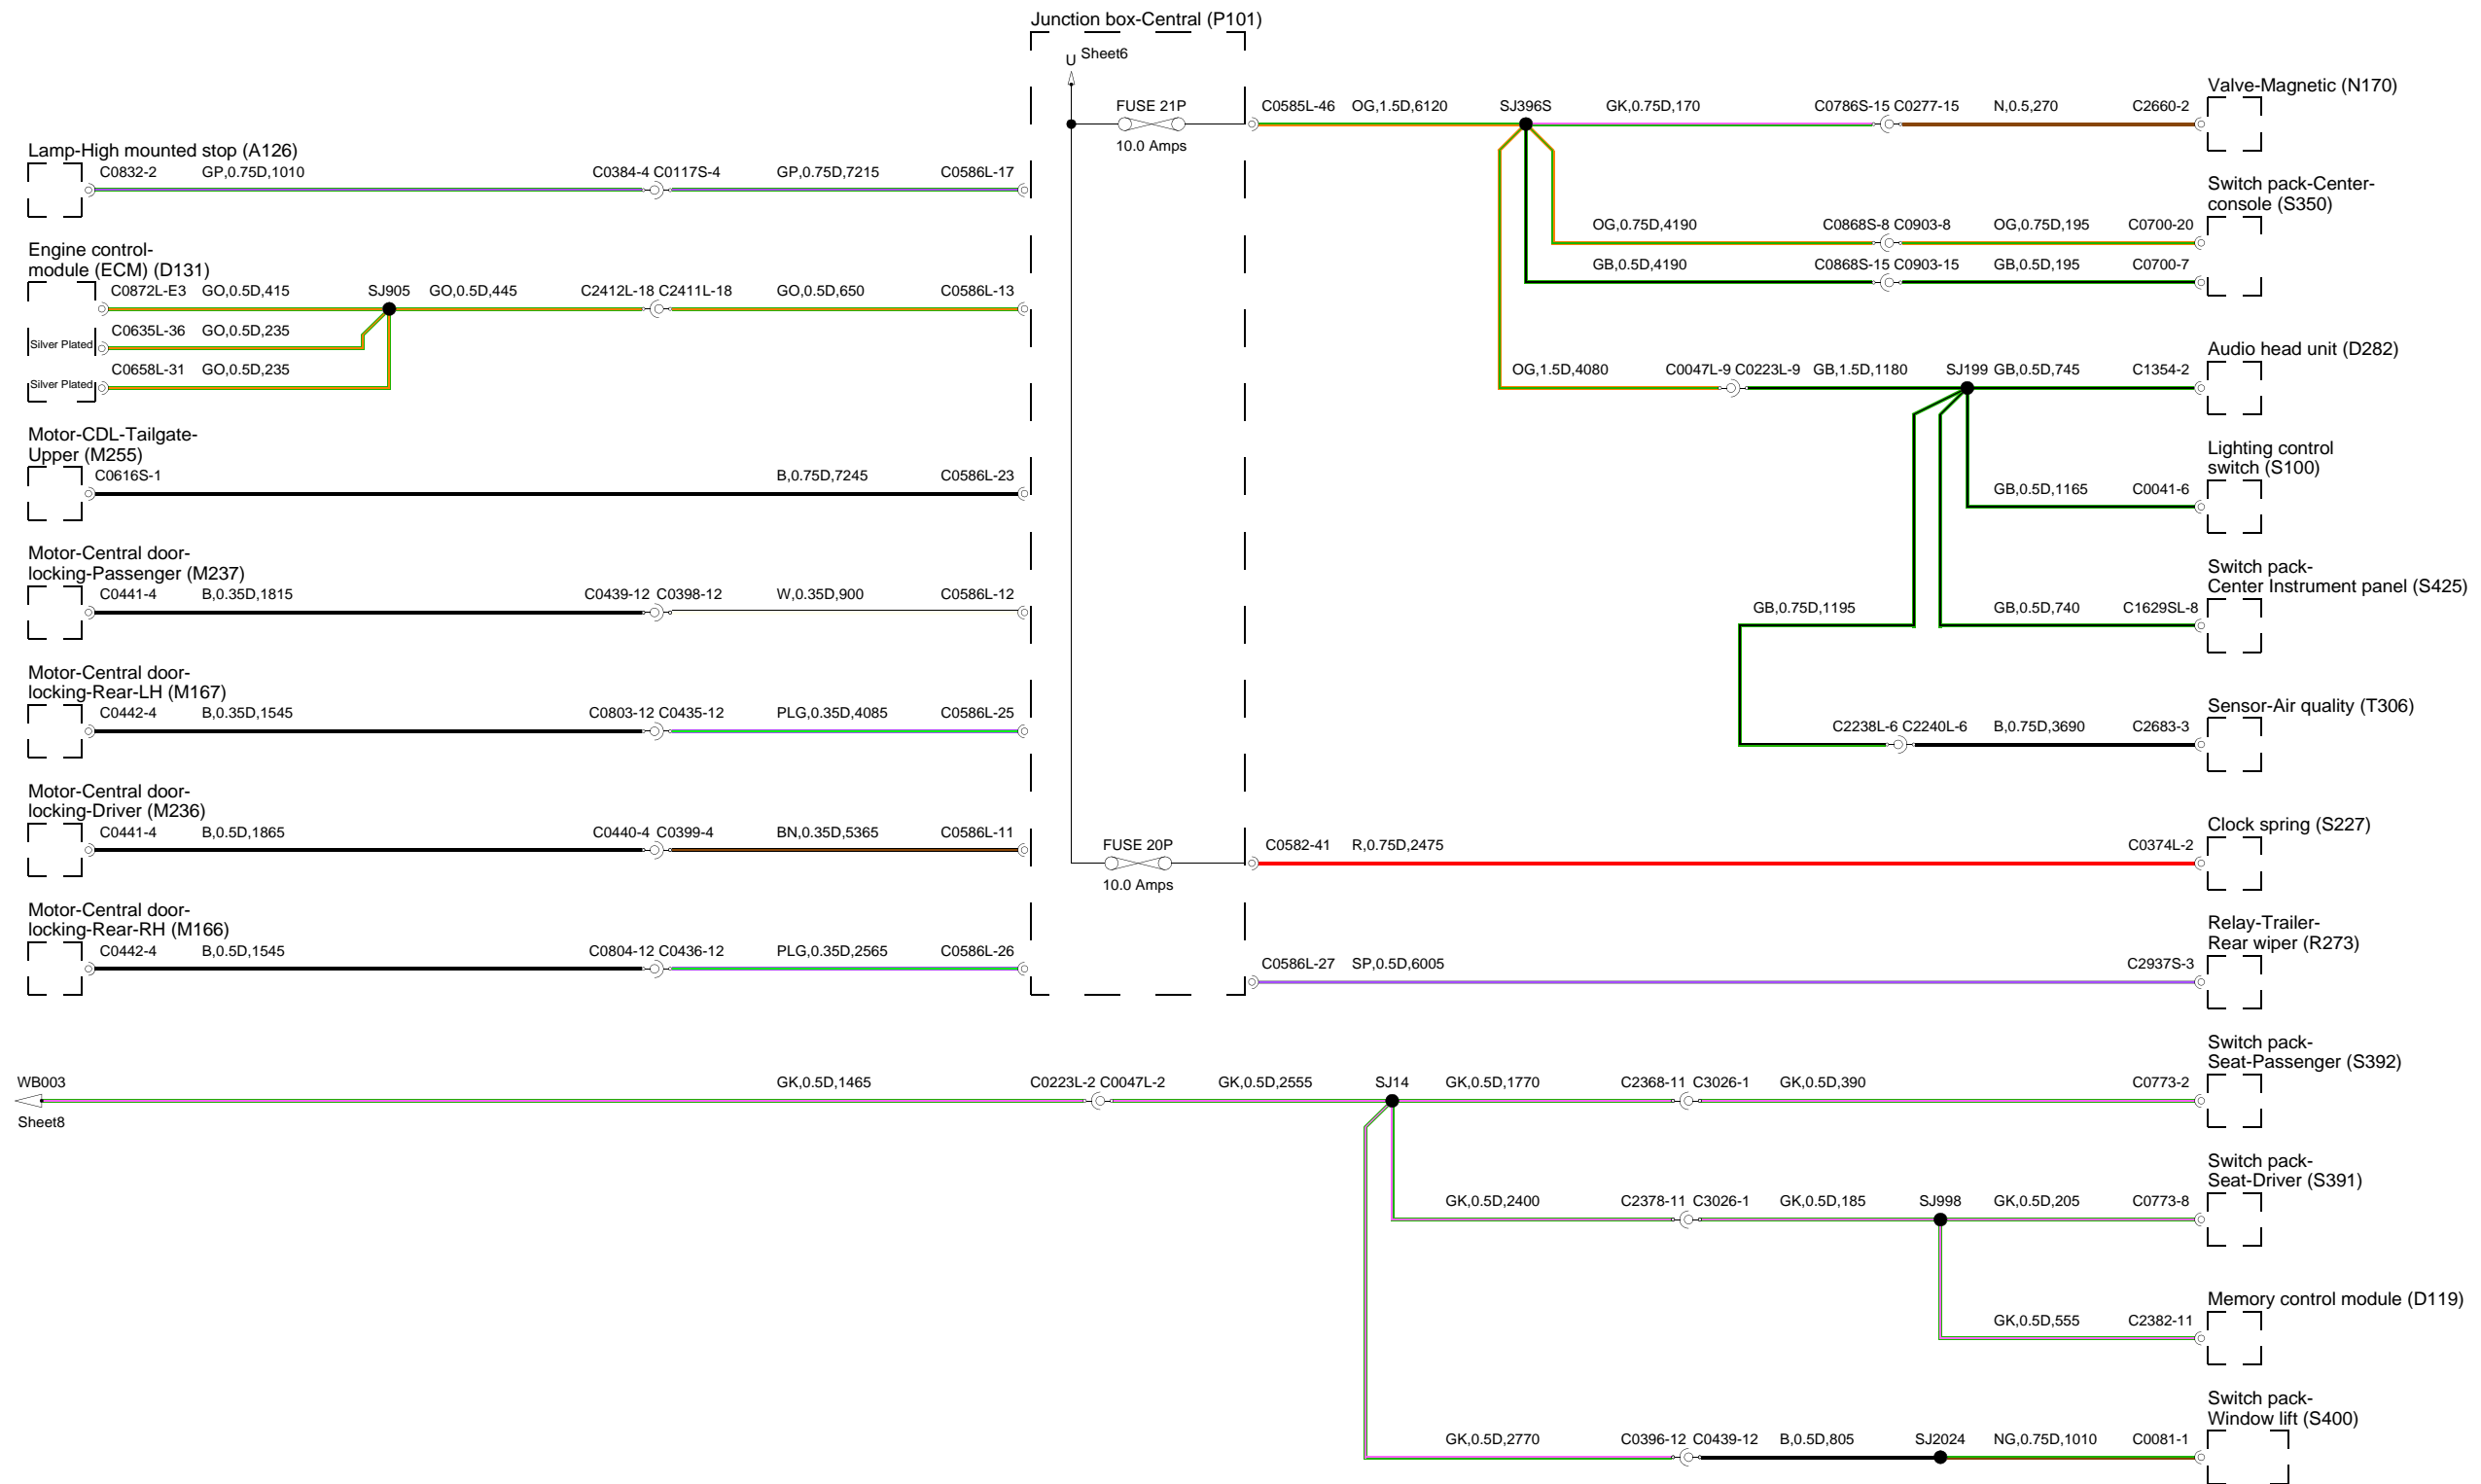 Junction box-Central (P101)
U Sheet6
FUSE 21P
10.0 Amps
FUSE 20P
10.0 Amps
Lamp-High mounted stop (A126)
C0832-2 GP,0.75D,1010 C0384-4 C0117S-4 GP,0.75D,7215 C0586L-17
Engine control-
module (ECM) (D131)
C0872L-E3 GO,0.5D,415 SJ905 GO,0.5D,445 C2412L-18 C2411L-18 GO,0.5D,650 C0586L-13
C0635L-36 GO,0.5D,235
Silver Plated
C0658L-31 GO,0.5D,235
Silver Plated
Motor-CDL-Tailgate-
Upper (M255)
C0616S-1 B,0.75D,7245 C0586L-23
Motor-Central door-
locking-Passenger (M237)
C0441-4 B,0.35D,1815 C0439-12 C0398-12 W,0.35D,900 C0586L-12
Motor-Central door-
locking-Rear-LH (M167)
C0442-4 B,0.35D,1545 C0803-12 C0435-12 PLG,0.35D,4085 C0586L-25
Motor-Central door-
locking-Driver (M236)
C0441-4 B,0.5D,1865 C0440-4 C0399-4 BN,0.35D,5365 C0586L-11
Motor-Central door-
locking-Rear-RH (M166)
C0442-4 B,0.5D,1545 C0804-12 C0436-12 PLG,0.35D,2565 C0586L-26
Valve-Magnetic (N170)
C0585L-46 OG,1.5D,6120 SJ396S GK,0.75D,170 C0786S-15 C0277-15 N,0.5,270 C2660-2
Switch pack-Center-
console (S350)
OG,0.75D,4190 C0868S-8 C0903-8 OG,0.75D,195 C0700-20
GB,0.5D,4190 C0868S-15 C0903-15 GB,0.5D,195 C0700-7
Audio head unit (D282)
OG,1.5D,4080 C0047L-9 C0223L-9 GB,1.5D,1180 SJ199 GB,0.5D,745 C1354-2
Lighting control
switch (S100)
GB,0.5D,1165 C0041-6
Switch pack-
Center Instrument panel (S425)
GB,0.75D,1195 GB,0.5D,740 C1629SL-8
Sensor-Air quality (T306)
C2238L-6 C2240L-6 B,0.75D,3690 C2683-3
Clock spring (S227)
C0582-41 R,0.75D,2475 C0374L-2
Relay-Trailer-
Rear wiper (R273)
C0586L-27 SP,0.5D,6005 C2937S-3
Switch pack-
Seat-Passenger (S392)
WB003 GK,0.5D,1465 C0223L-2 C0047L-2 GK,0.5D,2555 SJ14 GK,0.5D,1770 C2368-11 C3026-1 GK,0.5D,390 C0773-2
Sheet8
Switch pack-
Seat-Driver (S391)
GK,0.5D,2400 C2378-11 C3026-1 GK,0.5D,185 SJ998 GK,0.5D,205 C0773-8
Memory control module (D119)
GK,0.5D,555 C2382-11
Switch pack-
Window lift (S400)
GK,0.5D,2770 C0396-12 C0439-12 B,0.5D,805 SJ2024 NG,0.75D,1010 C0081-1